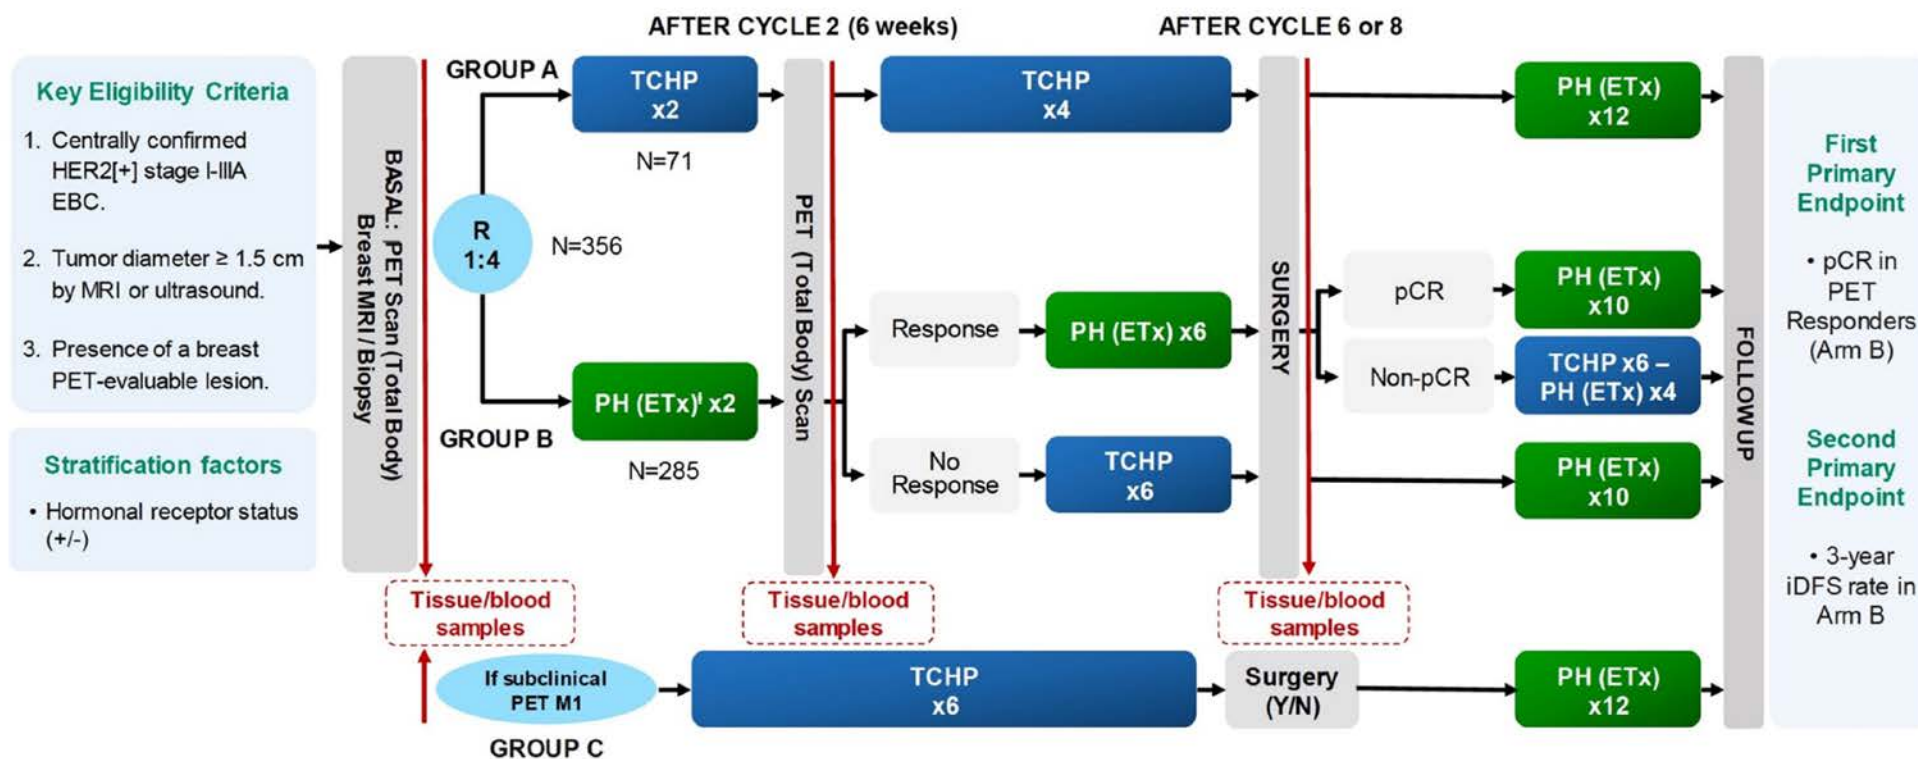 AFTER CYCLE 2 (6 weeks)
AFTER CYCLE 6 or 8
Key Eligibility Criteria
1. Centrally confirmed
HER2[+] stage I-IIIA
EBC.
2. Tumor diameter ≥ 1.5 cm
by MRI or ultrasound.
3. Presence of a breast
PET-evaluable lesion.
Stratification factors
• Hormonal receptor status
(+/-)
BASAL: PET Scan (Total Body)
Breast MRI / Biopsy
GROUP A
R
1:4
N=356
GROUP B
TCHP
x2
N=71
PH (ETx)ᴵ x2
N=285
PET (Total Body) Scan
TCHP
x4
Response
PH (ETx) x6
No
Response
TCHP
x6
SURGERY
pCR
Non-pCR
PH (ETx)
x12
PH (ETx)
x10
TCHP x6 –
PH (ETx) x4
PH (ETx)
x10
FOLLOW UP
First
Primary
Endpoint
• pCR in
PET
Responders
(Arm B)
Second
Primary
Endpoint
• 3-year
iDFS rate in
Arm B
Tissue/blood
samples
Tissue/blood
samples
Tissue/blood
samples
If subclinical
PET M1
GROUP C
TCHP
x6
Surgery
(Y/N)
PH (ETx)
x12